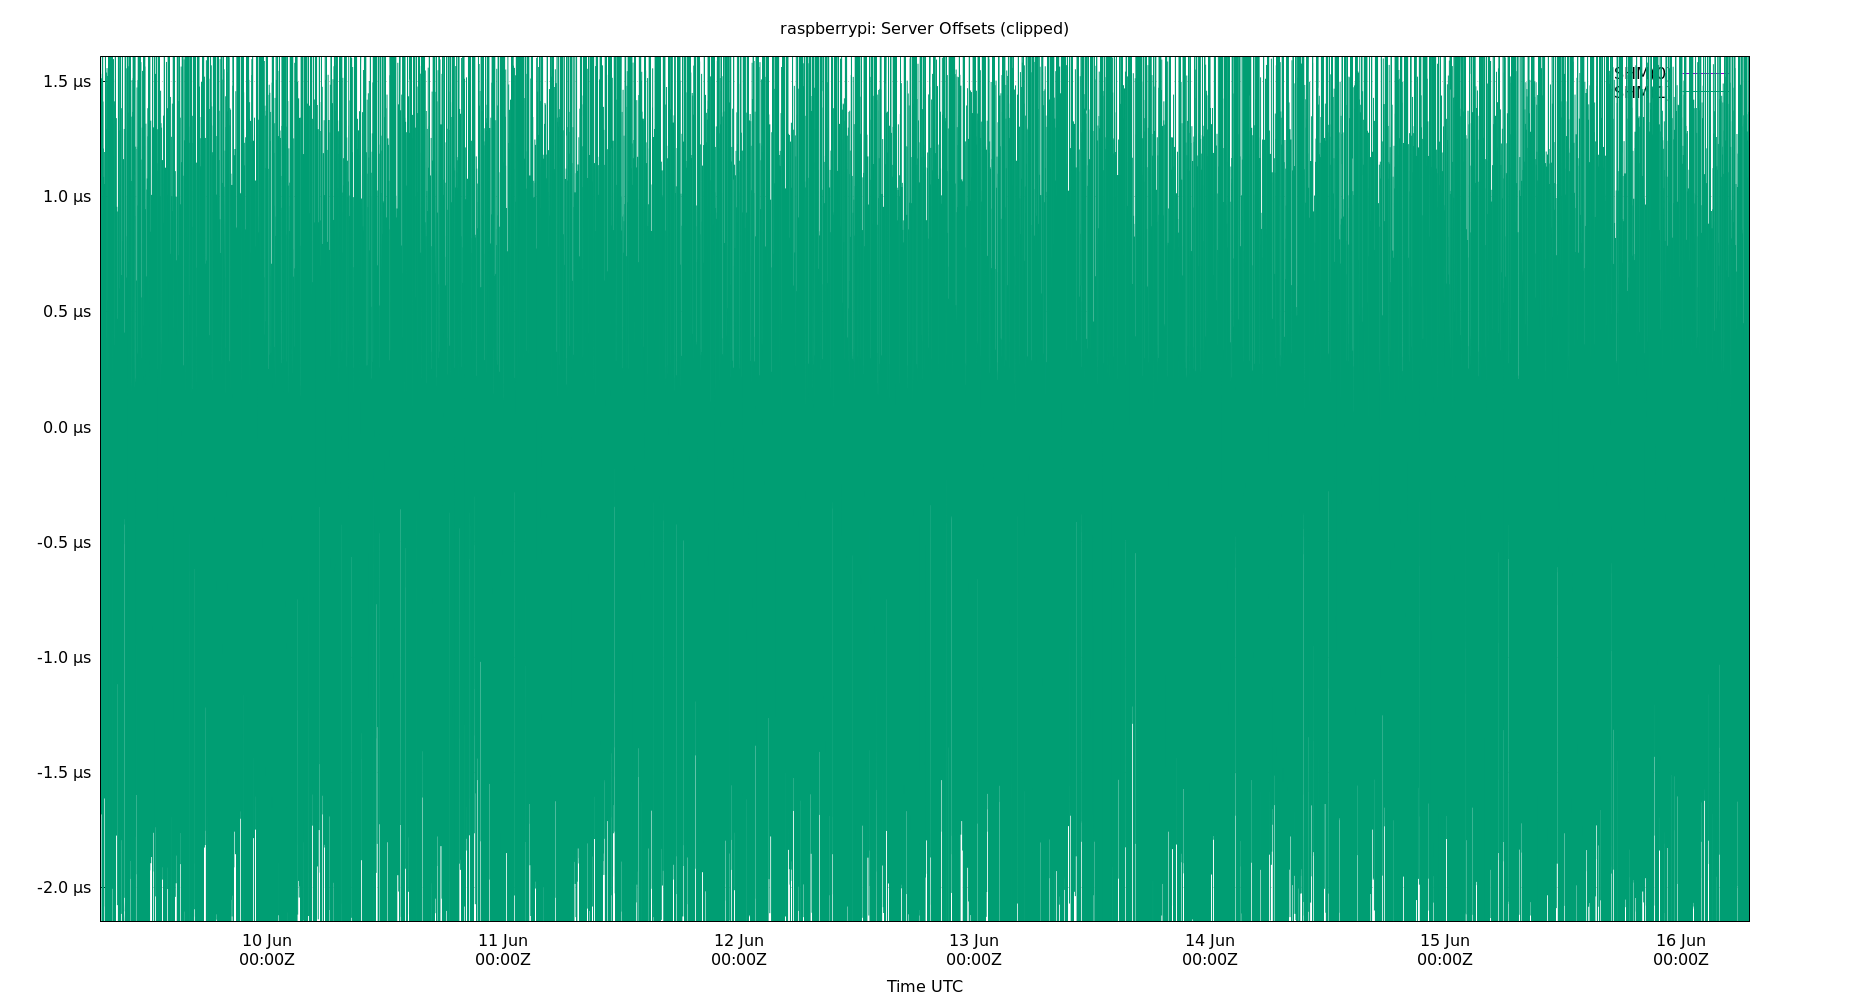 raspberrypi: Server Offsets (clipped)
1.5 µs
1.0 µs
0.5 µs
0.0 µs
-0.5 µs
-1.0 µs
-1.5 µs
-2.0 µs
10 Jun
00:00Z
11 Jun
00:00Z
12 Jun
00:00Z
13 Jun
00:00Z
14 Jun
00:00Z
15 Jun
00:00Z
16 Jun
00:00Z
Time UTC